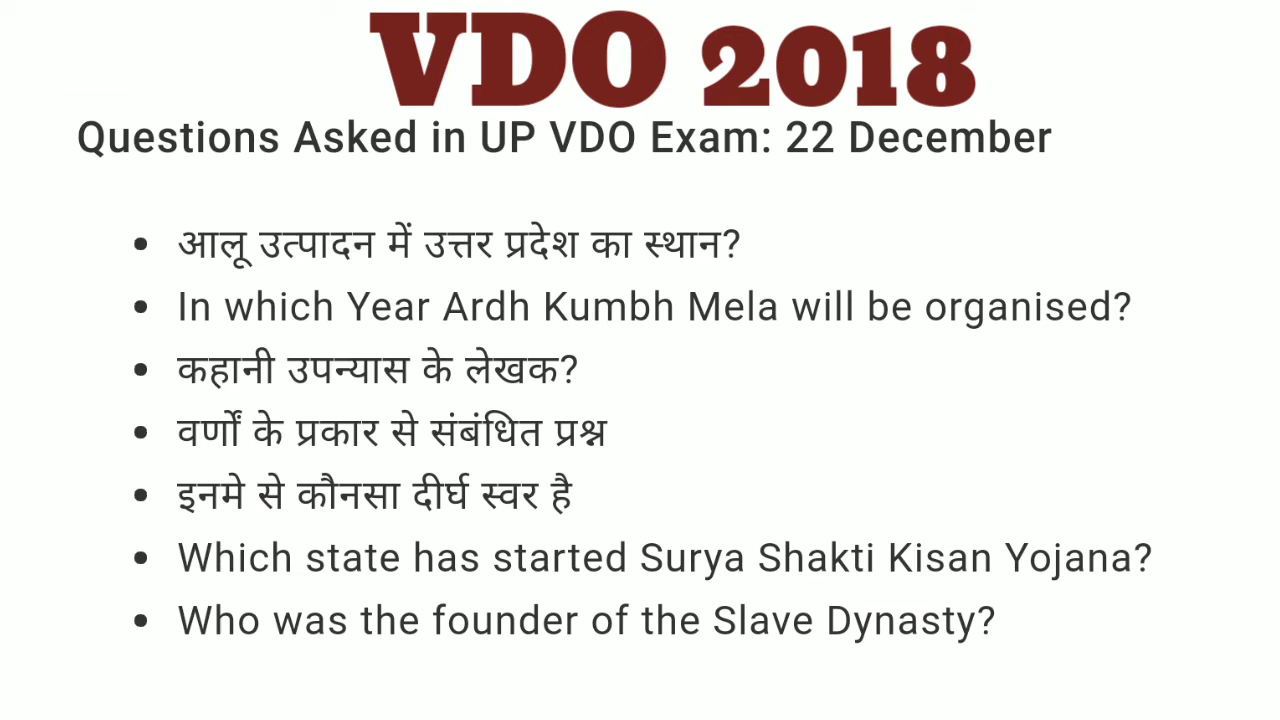 VDO 2018
Questions Asked in UP VDO Exam: 22 December
• आलू उत्पादन में उत्तर प्रदेश का स्थान?
• In which Year Ardh Kumbh Mela will be organised?
• कहानी उपन्यास के लेखक?
• वर्णों के प्रकार से संबंधित प्रश्न
• इनमे से कौनसा दीर्घ स्वर है
• Which state has started Surya Shakti Kisan Yojana?
• Who was the founder of the Slave Dynasty?